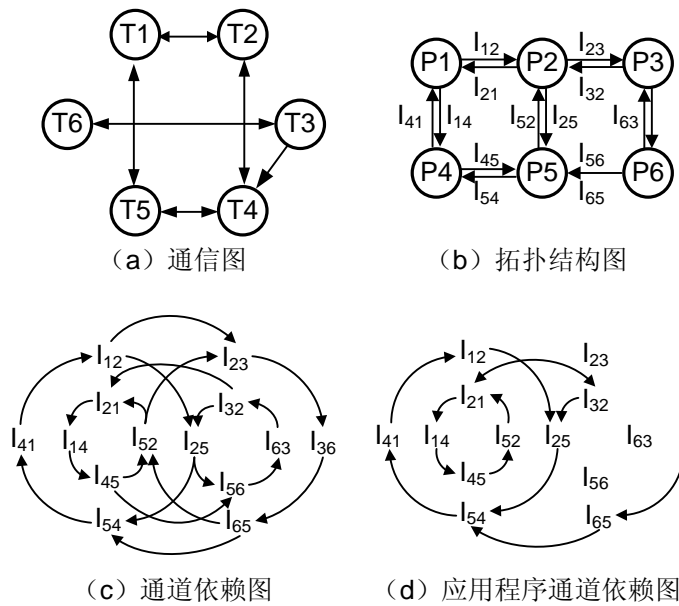 T1 T2
T6 T3
T5 T4
(a）通信图
I12 I23
P1 P2 P3
I21 I32
I41 I14 I52 I25 I63
I45 I56
P4 P5 P6
I54 I65
(b）拓扑结构图
I12 I23
I21 I32
I41 I14 I52 I25 I63 I36
I45 I56
I54 I65
（c）通道依赖图
I12 I23
I21 I32
I41 I14 I52 I25 I63
I45 I56
I54 I65
（d）应用程序通道依赖图